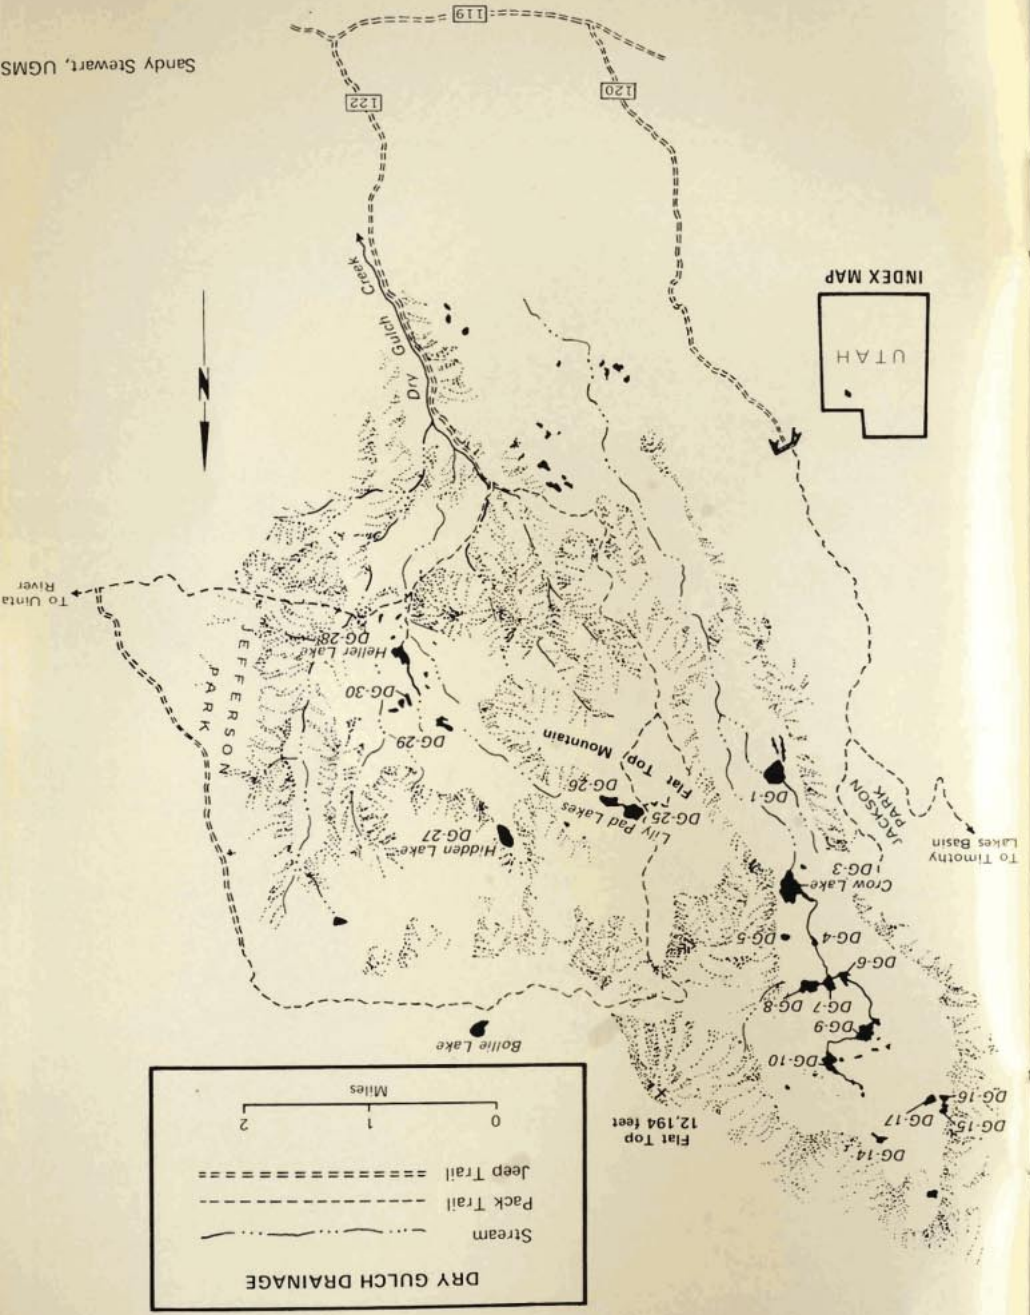 DRY GULCH DRAINAGE
Stream
Pack Trail
Jeep Trail
0 1 2
Miles
DG-14
DG-15
DG-16
DG-17
Flat Top
12,194 feet
DG-10
DG-9
DG-8
DG-7
DG-6
DG-5
DG-4
Crow Lake
DG-3
DG-1
Bollie Lake
To Timothy
Lakes Basin
JACKSON
PARK
Lily Pad Lakes
DG-25
DG-26
Flat Top Mountain
Hidden Lake
DG-27
DG-29
DG-30
Heller Lake
DG-28
JEFFERSON
PARK
To Uinta
River
N
Dry Gulch Creek
UTAH
INDEX MAP
120
122
119
Sandy Stewart, UGMS